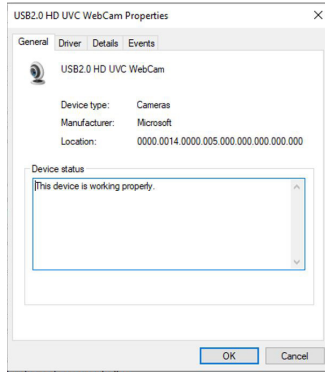 USB2.0 HD UVC WebCam Properties
General Driver Details Events
USB2.0 HD UVC WebCam
Device type: Cameras
Manufacturer: Microsoft
Location: 0000.0014.0000.005.000.000.000.000.000
Device status
This device is working properly.
OK Cancel